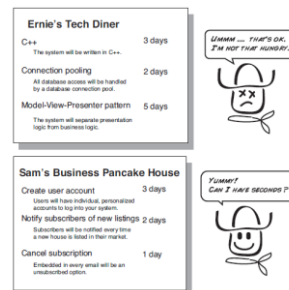 Ernie's Tech Diner
C++ 3 days
The system will be written in C++.
Connection pooling 2 days
All database access will be handled
by a database connection pool.
Model-View-Presenter pattern 5 days
The system will separate presentation
logic from business logic.
UMMM .... THAT'S OK.
I'M NOT THAT HUNGRY.
Sam's Business Pancake House
Create user account 3 days
Users will have individual, personalized
accounts to log into your system.
Notify subscribers of new listings 2 days
Subscribers will be notified every time
a new house is listed in their market.
Cancel subscription 1 day
Embedded in every email will be an
unsubscribed option.
YUMMY!
CAN I HAVE SECONDS?